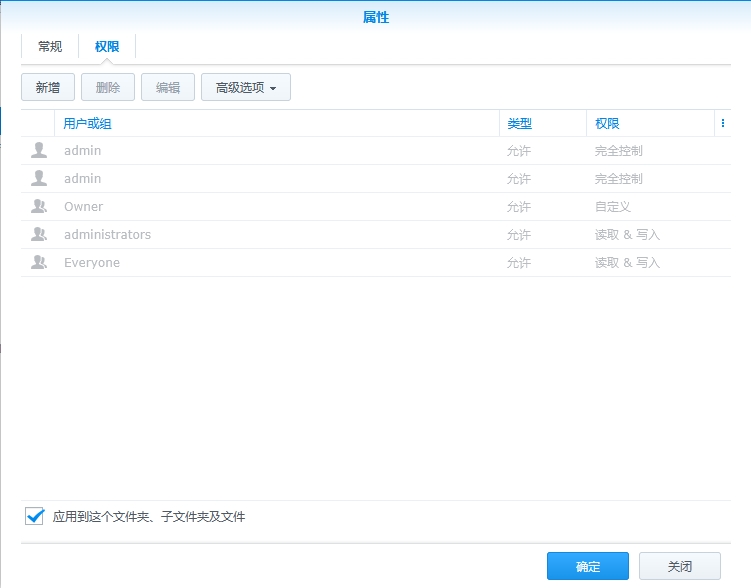 属性
常规 权限
新增 删除 编辑 高级选项
用户或组 类型 权限
admin 允许 完全控制
admin 允许 完全控制
Owner 允许 自定义
administrators 允许 读取 & 写入
Everyone 允许 读取 & 写入
应用到这个文件夹、子文件夹及文件
确定 关闭